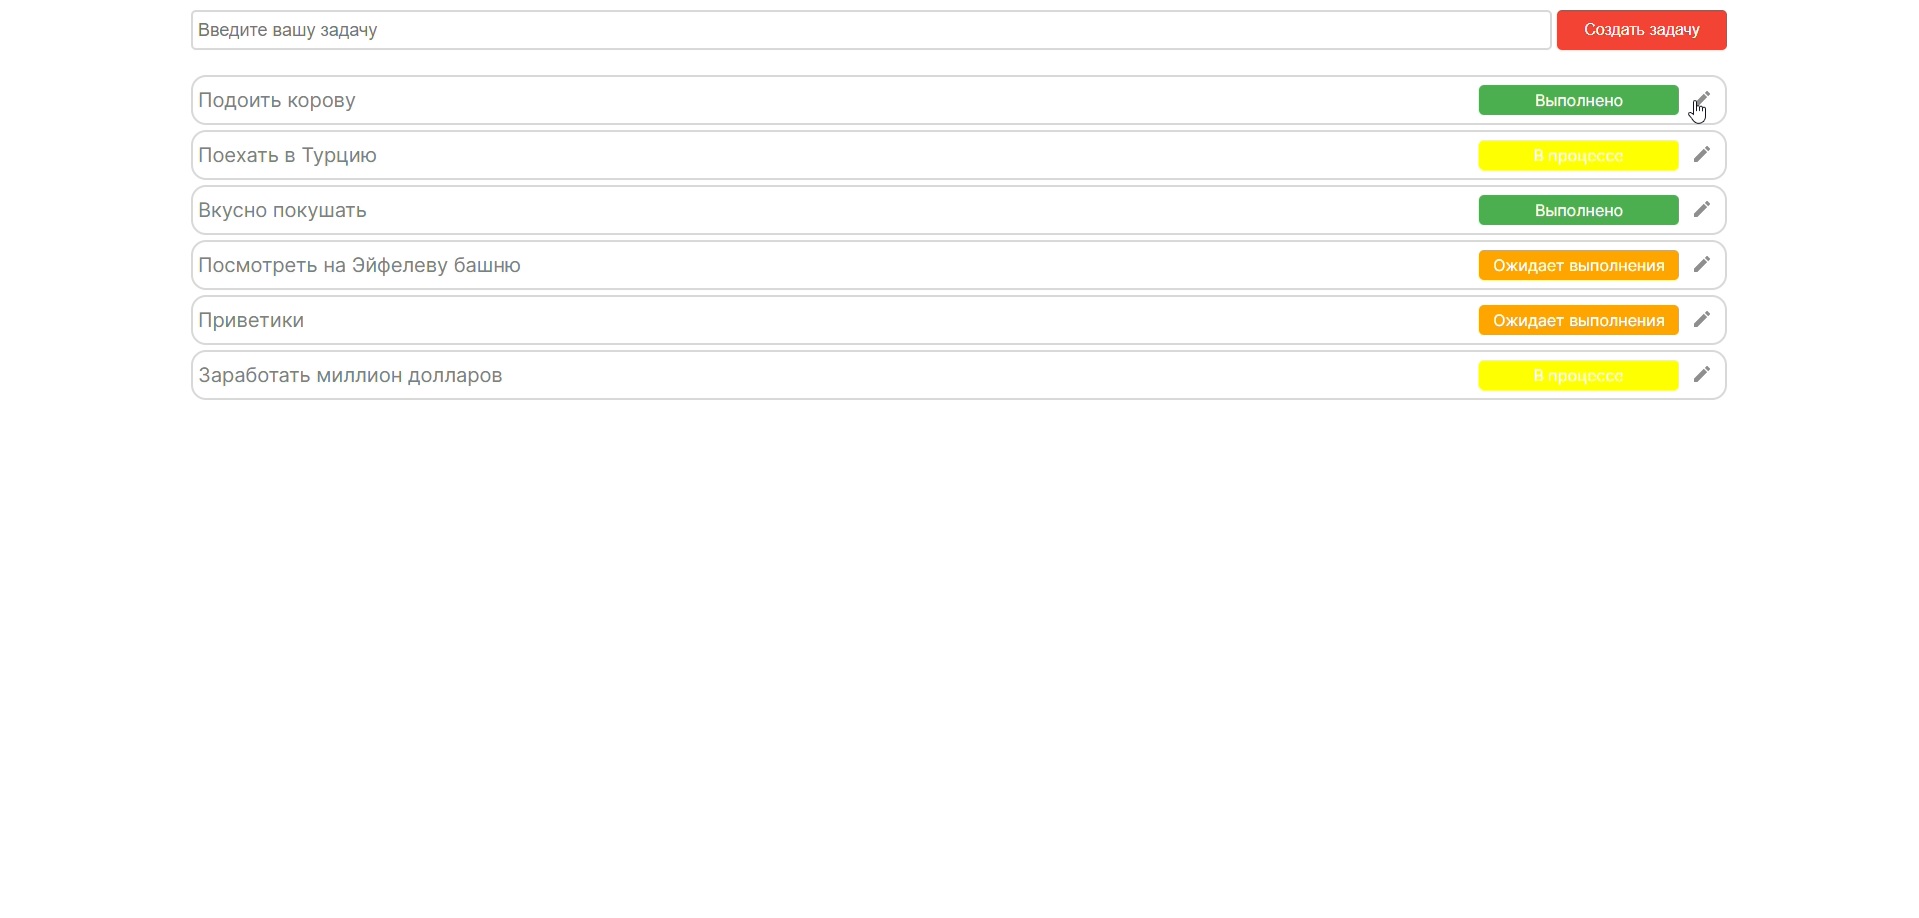 Введите вашу задачу
Создать задачу
Подоить корову
Выполнено
Поехать в Турцию
В процессе
Вкусно покушать
Выполнено
Посмотреть на Эйфелеву башню
Ожидает выполнения
Приветики
Ожидает выполнения
Заработать миллион долларов
В процессе